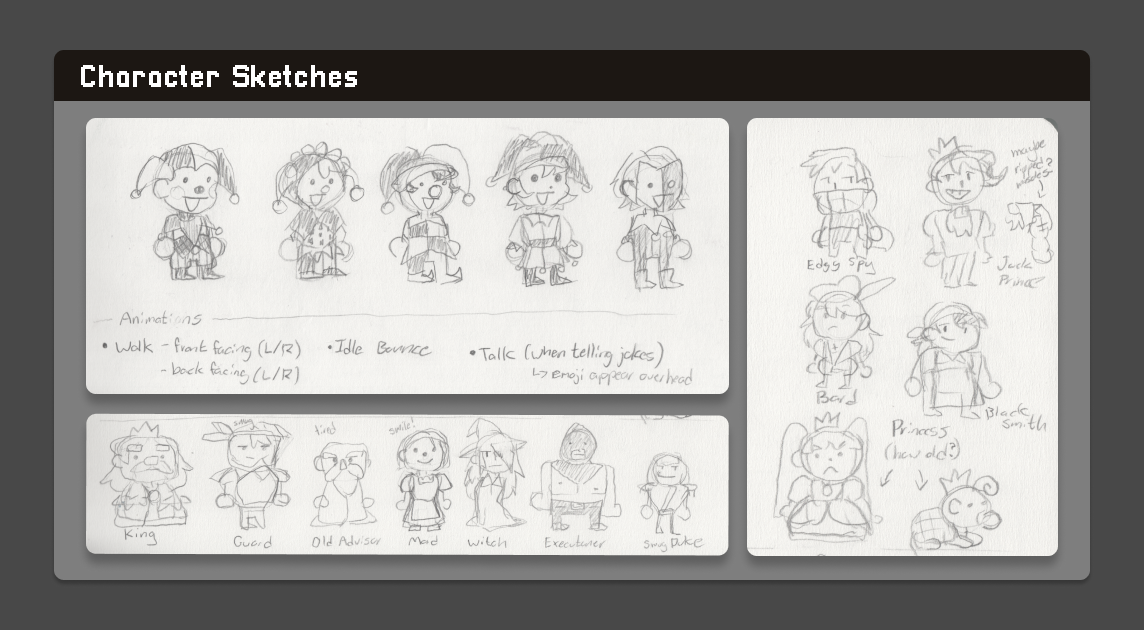 Character Sketches
Animations
• Walk - front facing (L/R)
- back facing (L/R)
• Idle Bounce
• Talk (when telling jokes)
↳ emoji appear overhead
smug
tired
smile!
King
Guard
Old Advisor
Maid
Witch
Executioner
Smug Duke
maybe
Edgy Spy
Jock
Prince
Bard
Black
Smith
Princess
(how old?)